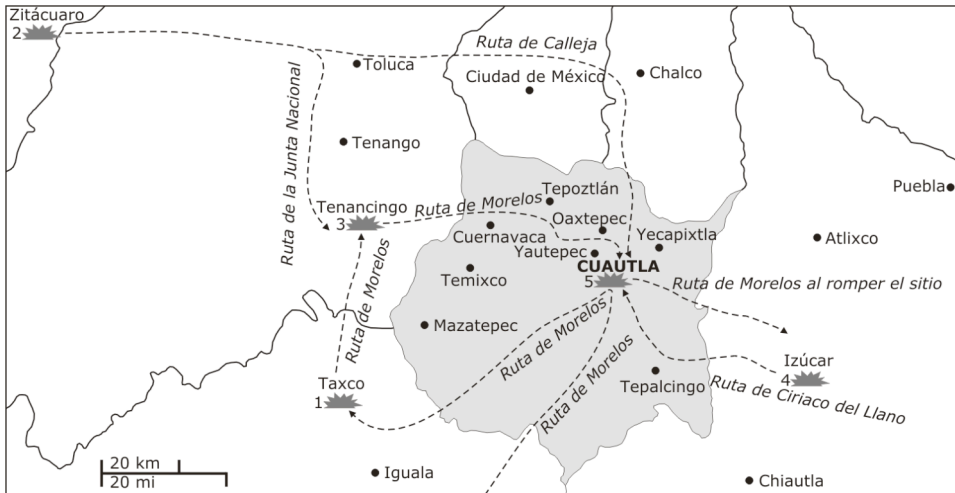 Zitácuaro
2
Ruta de Calleja
Toluca
Ciudad de México
Chalco
Ruta de la Junta Nacional
Tenango
Puebla
Tepoztlán
Tenancingo
3
Ruta de Morelos
Oaxtepec
Cuernavaca
Yecapixtla
Atlixco
Yautepec
CUAUTLA
5
Temixco
Ruta de Morelos al romper el sitio
Ruta de Morelos
Mazatepec
Ruta de Morelos
Ruta de Morelos
Izúcar
4
Taxco
1
Tepalcingo
Ruta de Ciriaco del Llano
20 km
20 mi
Iguala
Chiautla